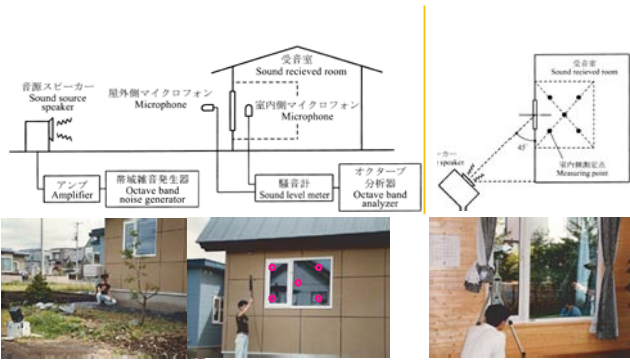 音源スピーカー
Sound source
speaker
屋外側マイクロフォン
Microphone
受音室
Sound recieved room
室内側マイクロフォン
Microphone
アンプ
Amplifier
帯域雑音発生器
Octave band
noise generator
騒音計
Sound level meter
オクターブ
分析器
Octave band
analyzer
受音室
Sound recieved room
45°
ーカー
speaker
室内側測定点
Measuring point